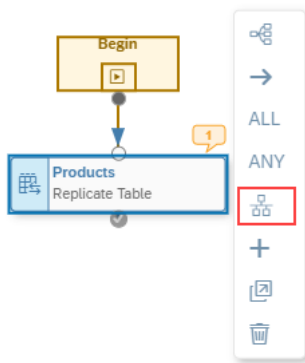 Begin
1
Products
Replicate Table
ALL
ANY